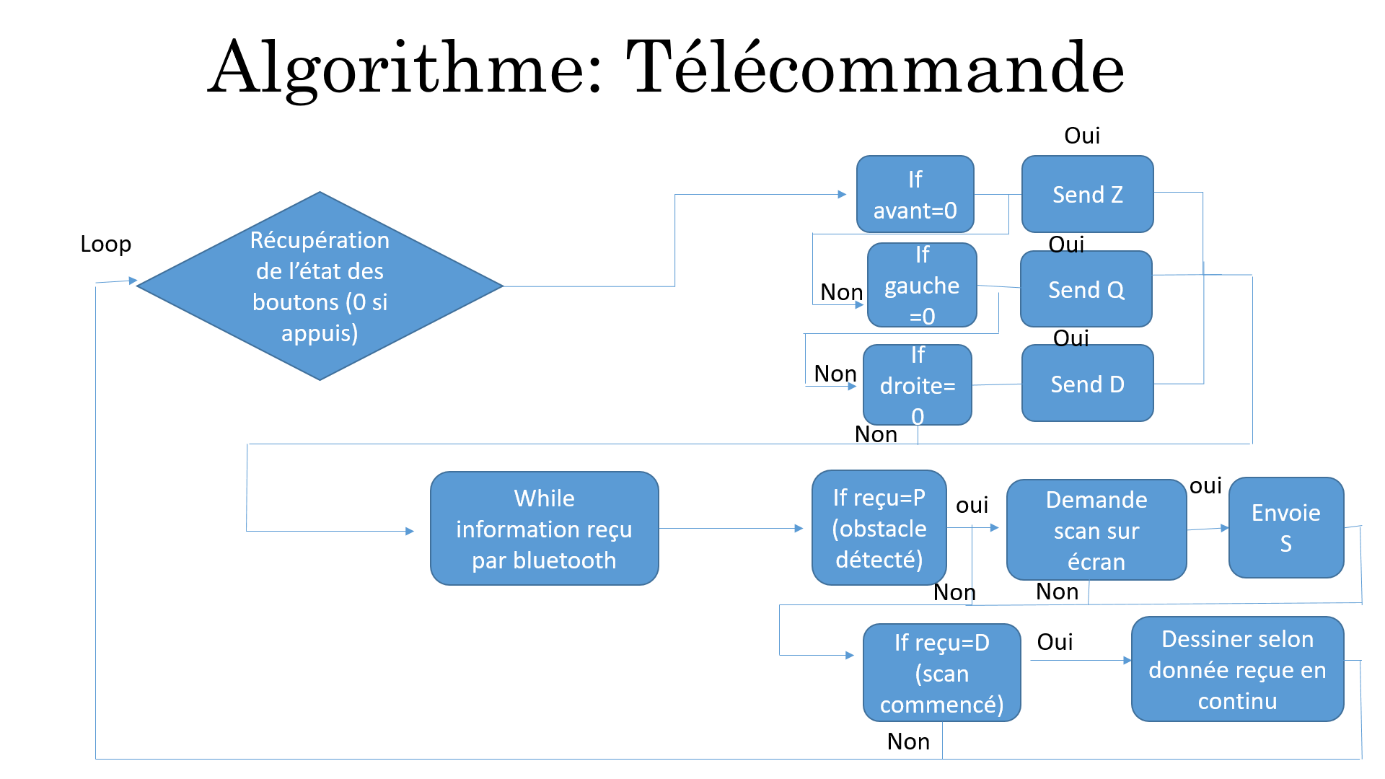 Algorithme: Télécommande
Loop
Récupération
de l’état des
boutons (0 si
appuis)
If
avant=0
Oui
Send Z
Non
If
gauche
=0
Oui
Send Q
Non
If
droite=
0
Oui
Send D
Non
While
information reçu
par bluetooth
If reçu=P
(obstacle
détecté)
oui
Demande
scan sur
écran
oui
Envoie
S
Non
Non
If reçu=D
(scan
commencé)
Oui
Dessiner selon
donnée reçue en
continu
Non